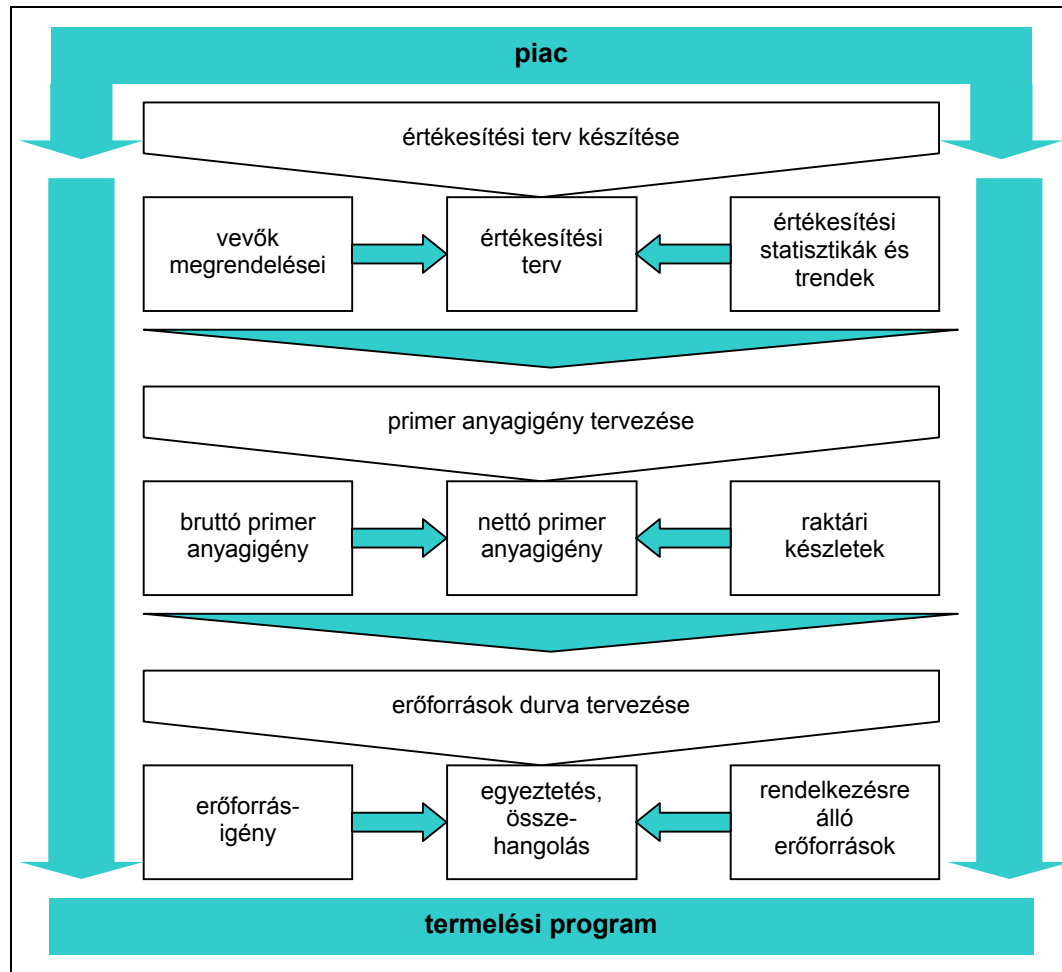 piac
értékesítési terv készítése
vevők
megrendelései
értékesítési
terv
értékesítési
statisztikák és
trendek
primer anyagigény tervezése
bruttó primer
anyagigény
nettó primer
anyagigény
raktári
készletek
erőforrások durva tervezése
erőforrás-
igény
egyeztetés,
össze-
hangolás
rendelkezésre
álló
erőforrások
termelési program